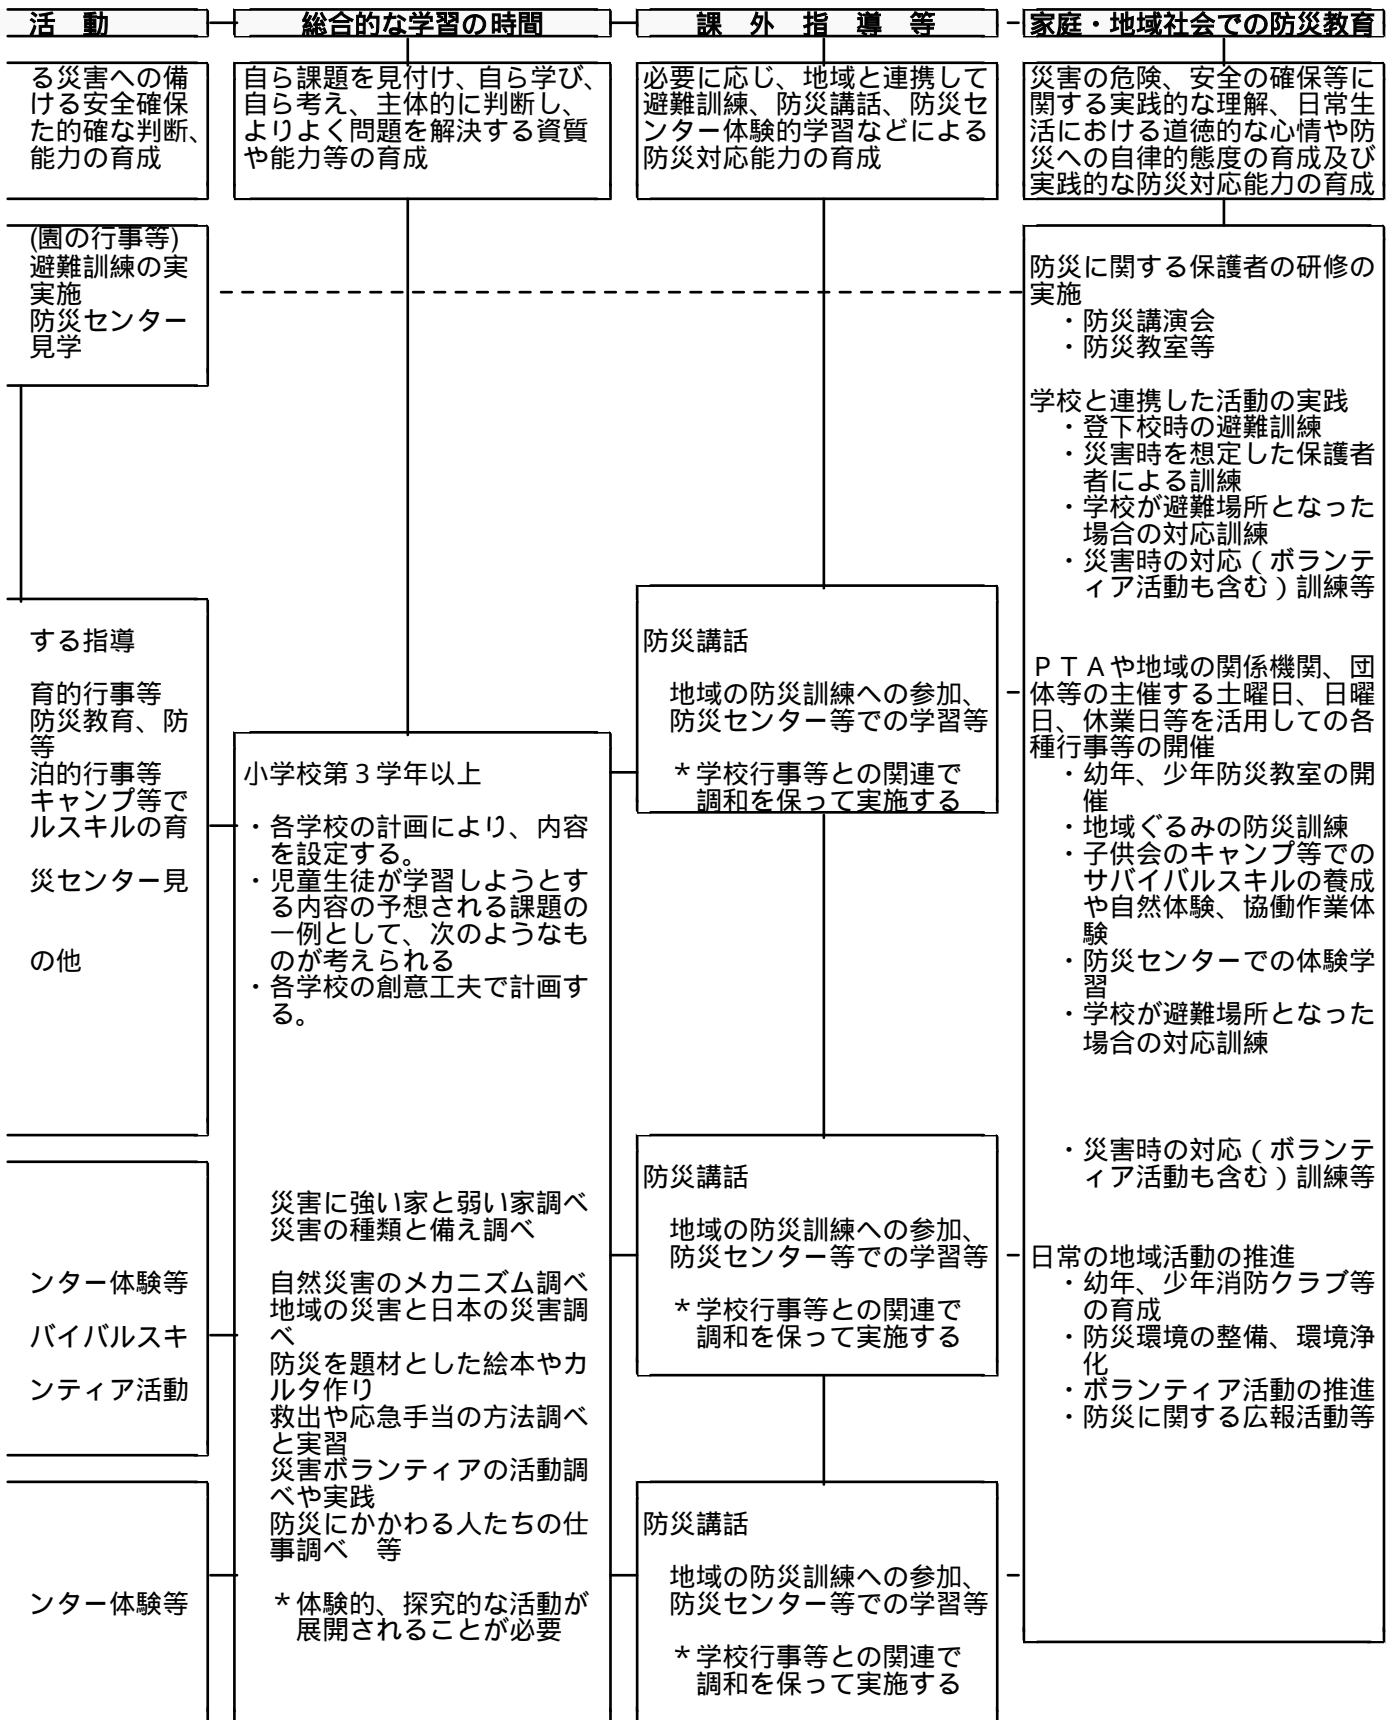 活　動
総合的な学習の時間
課　外　指　導　等
家庭・地域社会での防災教育
る災害への備
ける安全確保
た的確な判断、
能力の育成
自ら課題を見付け、自ら学び、
自ら考え、主体的に判断し、
よりよく問題を解決する資質
や能力等の育成
必要に応じ、地域と連携して
避難訓練、防災講話、防災セ
ンター体験的学習などによる
防災対応能力の育成
災害の危険、安全の確保等に
関する実践的な理解、日常生
活における道徳的な心情や防
災への自律的態度の育成及び
実践的な防災対応能力の育成
(園の行事等)
避難訓練の実
実施
防災センター
見学
する指導
育的行事等
防災教育、防
等
泊的行事等
キャンプ等で
ルスキルの育
災センター見
の他
ンター体験等
バイバルスキ
ンティア活動
ンター体験等
小学校第３学年以上
・各学校の計画により、内容
を設定する。
・児童生徒が学習しようとす
る内容の予想される課題の
一例として、次のようなも
のが考えられる
・各学校の創意工夫で計画す
る。
災害に強い家と弱い家調べ
災害の種類と備え調べ
自然災害のメカニズム調べ
地域の災害と日本の災害調
べ
防災を題材とした絵本やカ
ルタ作り
救出や応急手当の方法調べ
と実習
災害ボランティアの活動調
べや実践
防災にかかわる人たちの仕
事調べ　等
＊体験的、探究的な活動が
展開されることが必要
防災講話
地域の防災訓練への参加、
防災センター等での学習等
＊学校行事等との関連で
調和を保って実施する
防災講話
地域の防災訓練への参加、
防災センター等での学習等
＊学校行事等との関連で
調和を保って実施する
防災講話
地域の防災訓練への参加、
防災センター等での学習等
＊学校行事等との関連で
調和を保って実施する
防災に関する保護者の研修の
実施
・防災講演会
・防災教室等
学校と連携した活動の実践
・登下校時の避難訓練
・災害時を想定した保護者
者による訓練
・学校が避難場所となった
場合の対応訓練
・災害時の対応（ボランテ
ィア活動も含む）訓練等
ＰＴＡや地域の関係機関、団
体等の主催する土曜日、日曜
日、休業日等を活用しての各
種行事等の開催
・幼年、少年防災教室の開
催
・地域ぐるみの防災訓練
・子供会のキャンプ等での
サバイバルスキルの養成
や自然体験、協働作業体
験
・防災センターでの体験学
習
・学校が避難場所となった
場合の対応訓練
・災害時の対応（ボランテ
ィア活動も含む）訓練等
日常の地域活動の推進
・幼年、少年消防クラブ等
の育成
・防災環境の整備、環境浄
化
・ボランティア活動の推進
・防災に関する広報活動等